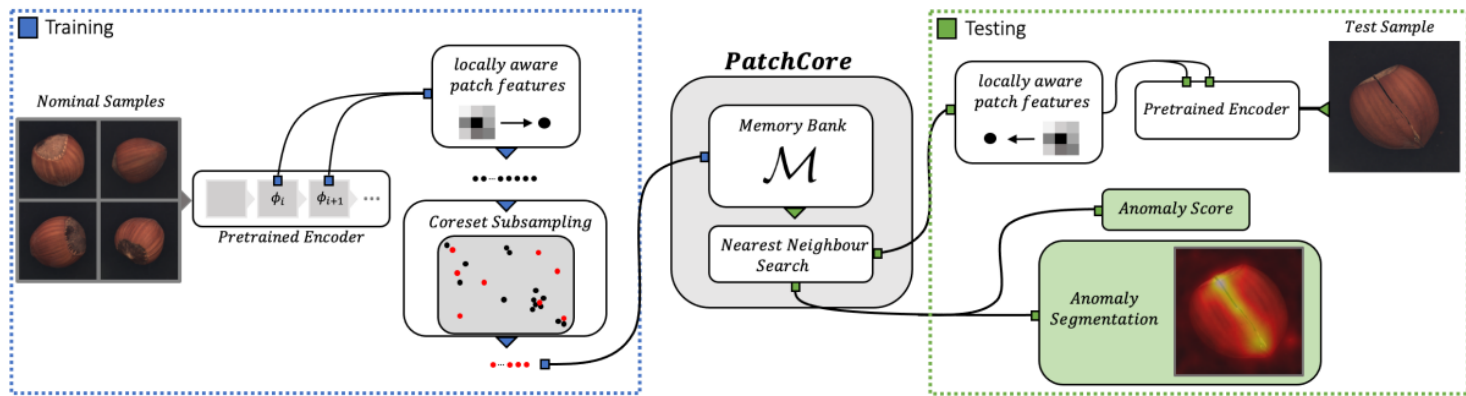 Training
Nominal Samples
ϕi
ϕi+1
...
Pretrained Encoder
locally aware
patch features
Coreset Subsampling
PatchCore
Memory Bank
ℳ
Nearest Neighbour
Search
Testing
locally aware
patch features
Pretrained Encoder
Test Sample
Anomaly Score
Anomaly
Segmentation